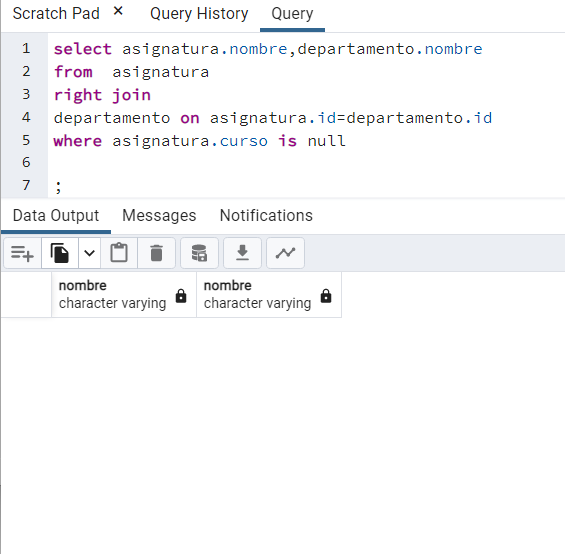 Scratch Pad ✕ Query History Query
1 select asignatura.nombre,departamento.nombre
2 from  asignatura
3 right join
4 departamento on asignatura.id=departamento.id
5 where asignatura.curso is null
6
7 ;
Data Output Messages Notifications
nombre nombre
character varying character varying